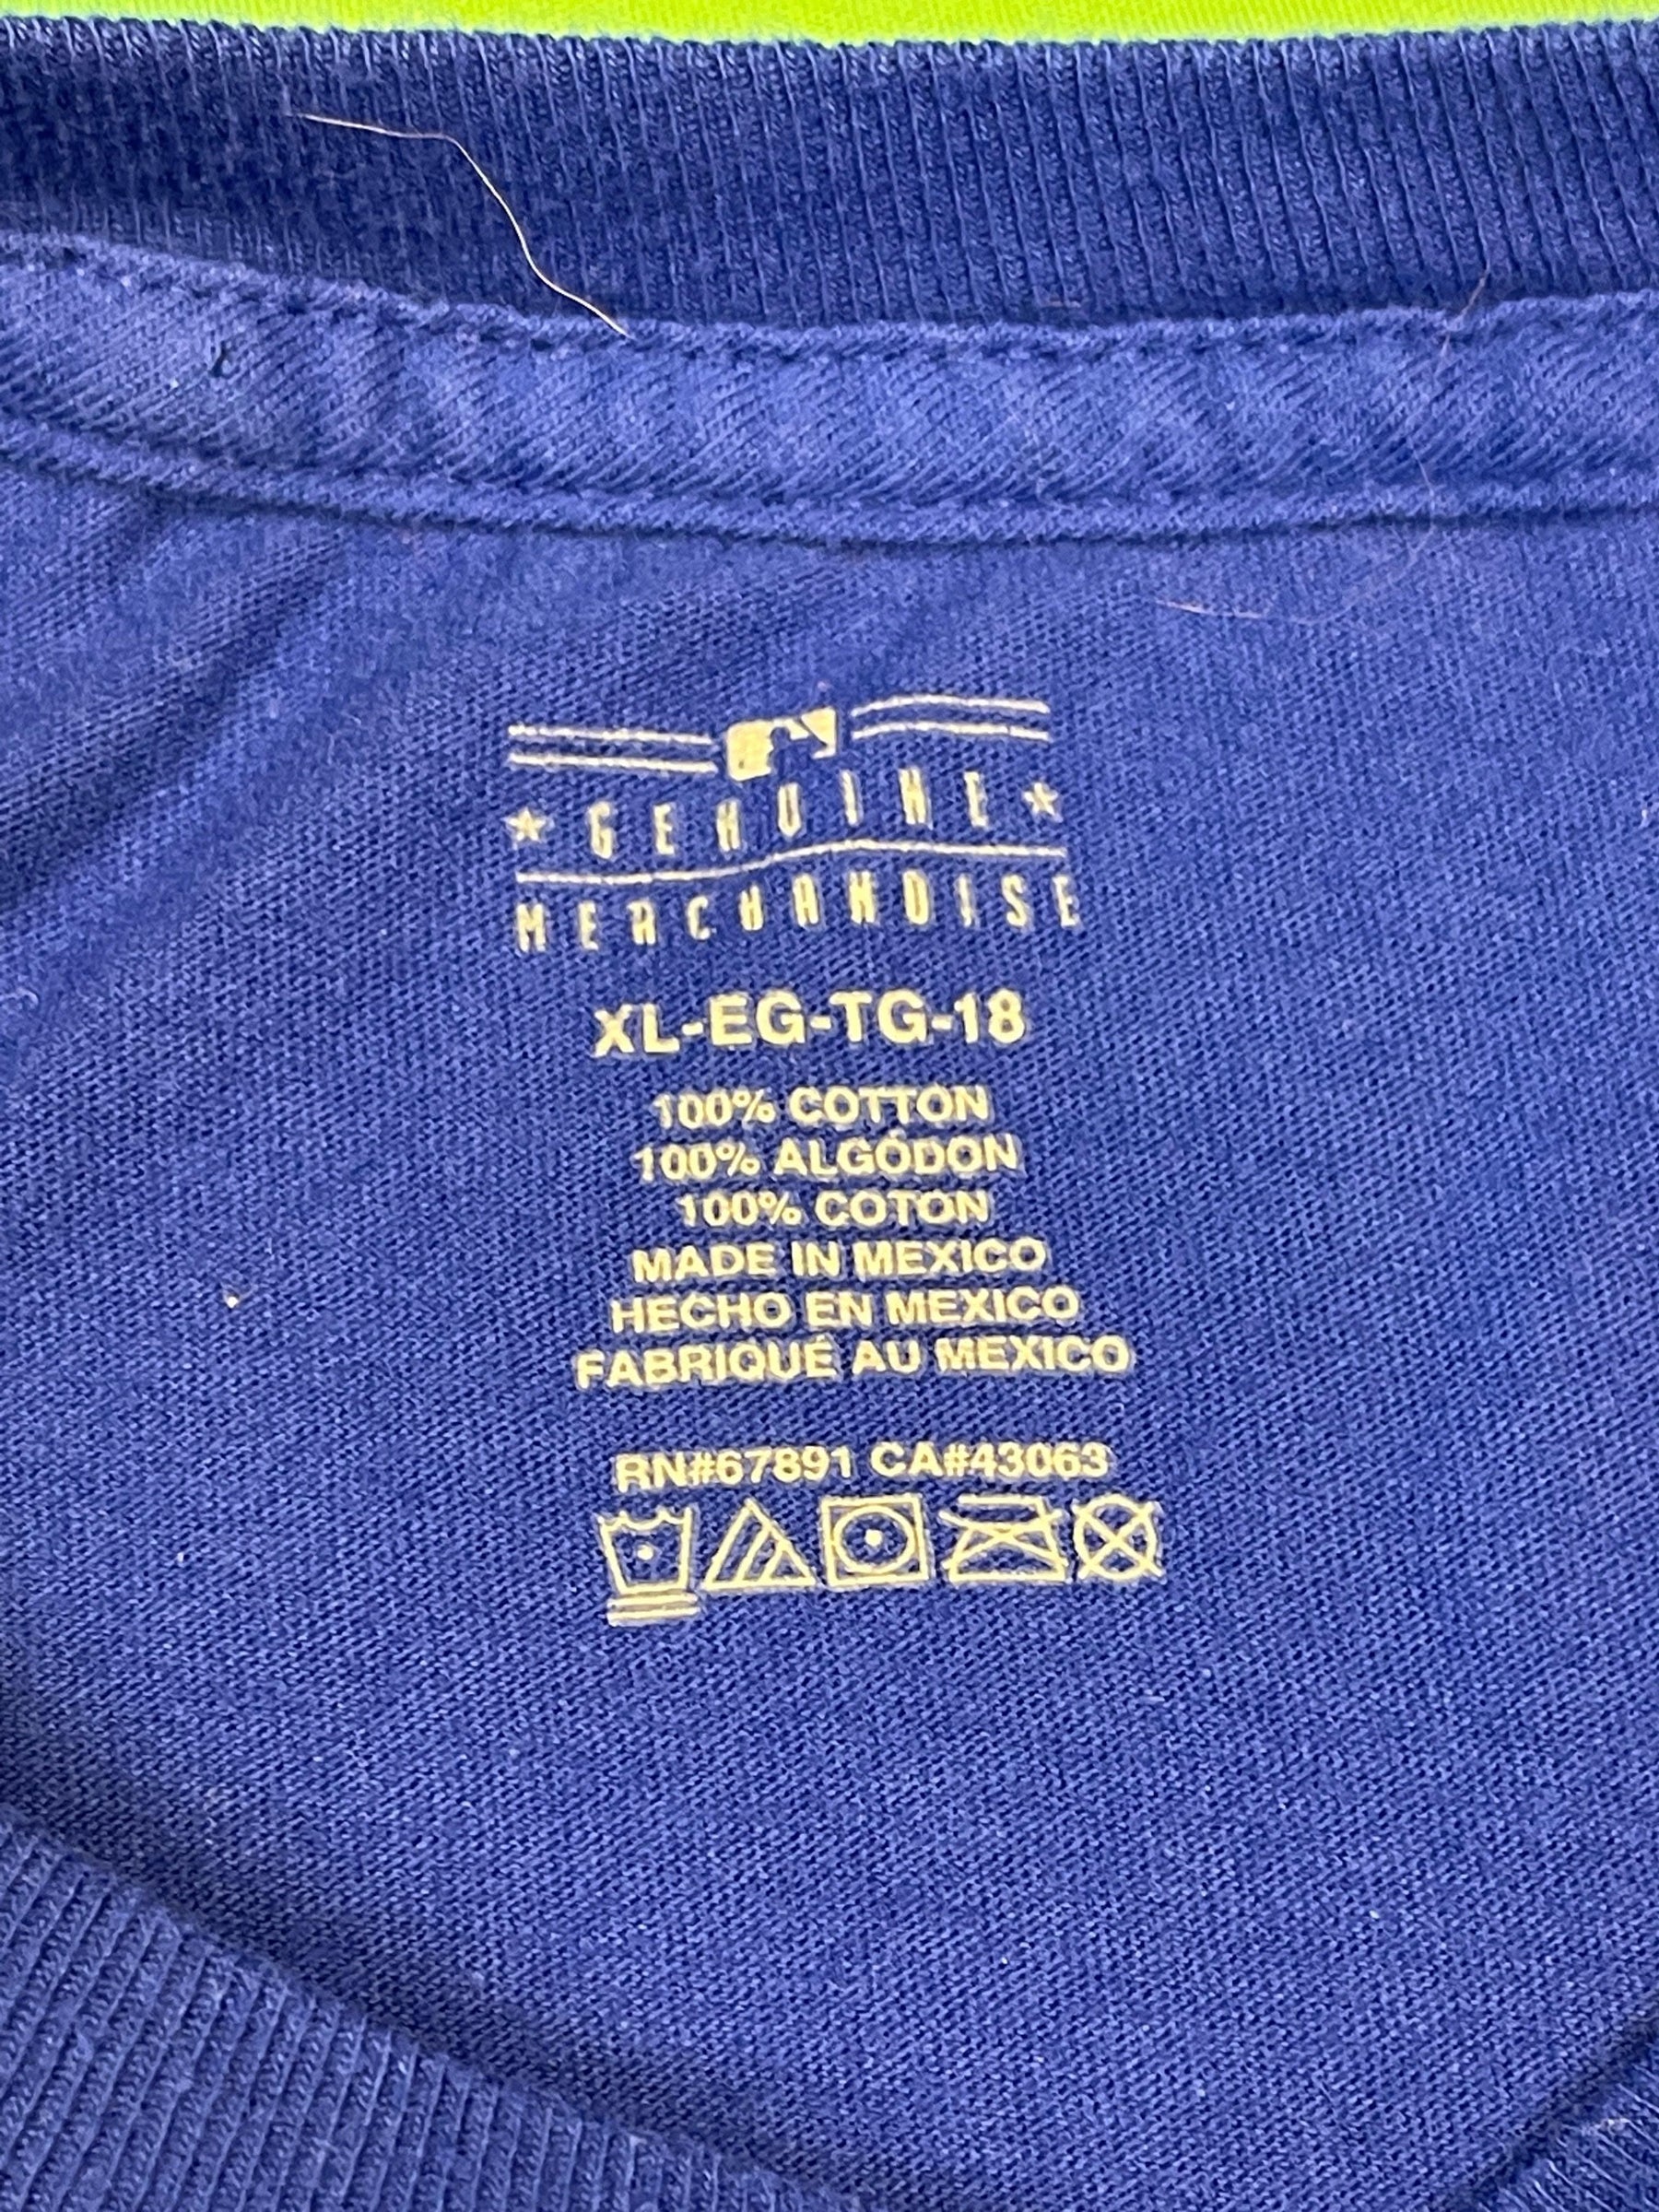 GENUINE
MERCHANDISE
XL-EG-TG-18
100% COTTON
100% ALGÓDON
100% COTON
MADE IN MEXICO
HECHO EN MEXICO
FABRIQUÉ AU MEXICO
RN#67891 CA#43063